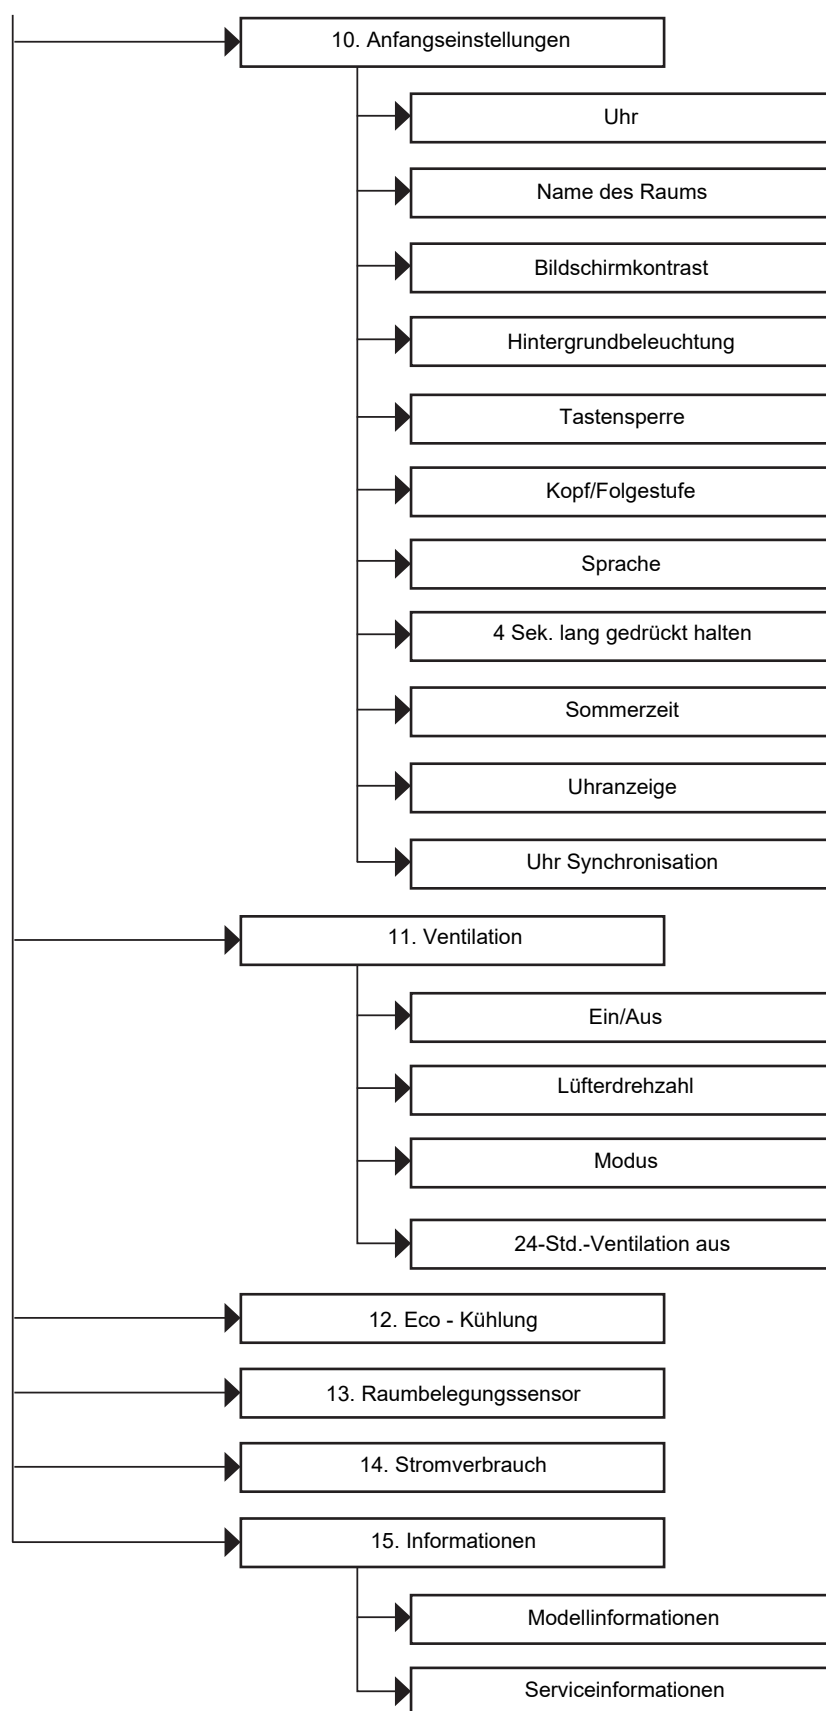 10. Anfangseinstellungen
Uhr
Name des Raums
Bildschirmkontrast
Hintergrundbeleuchtung
Tastensperre
Kopf/Folgestufe
Sprache
4 Sek. lang gedrückt halten
Sommerzeit
Uhranzeige
Uhr Synchronisation
11. Ventilation
Ein/Aus
Lüfterdrehzahl
Modus
24-Std.-Ventilation aus
12. Eco - Kühlung
13. Raumbelegungssensor
14. Stromverbrauch
15. Informationen
Modellinformationen
Serviceinformationen